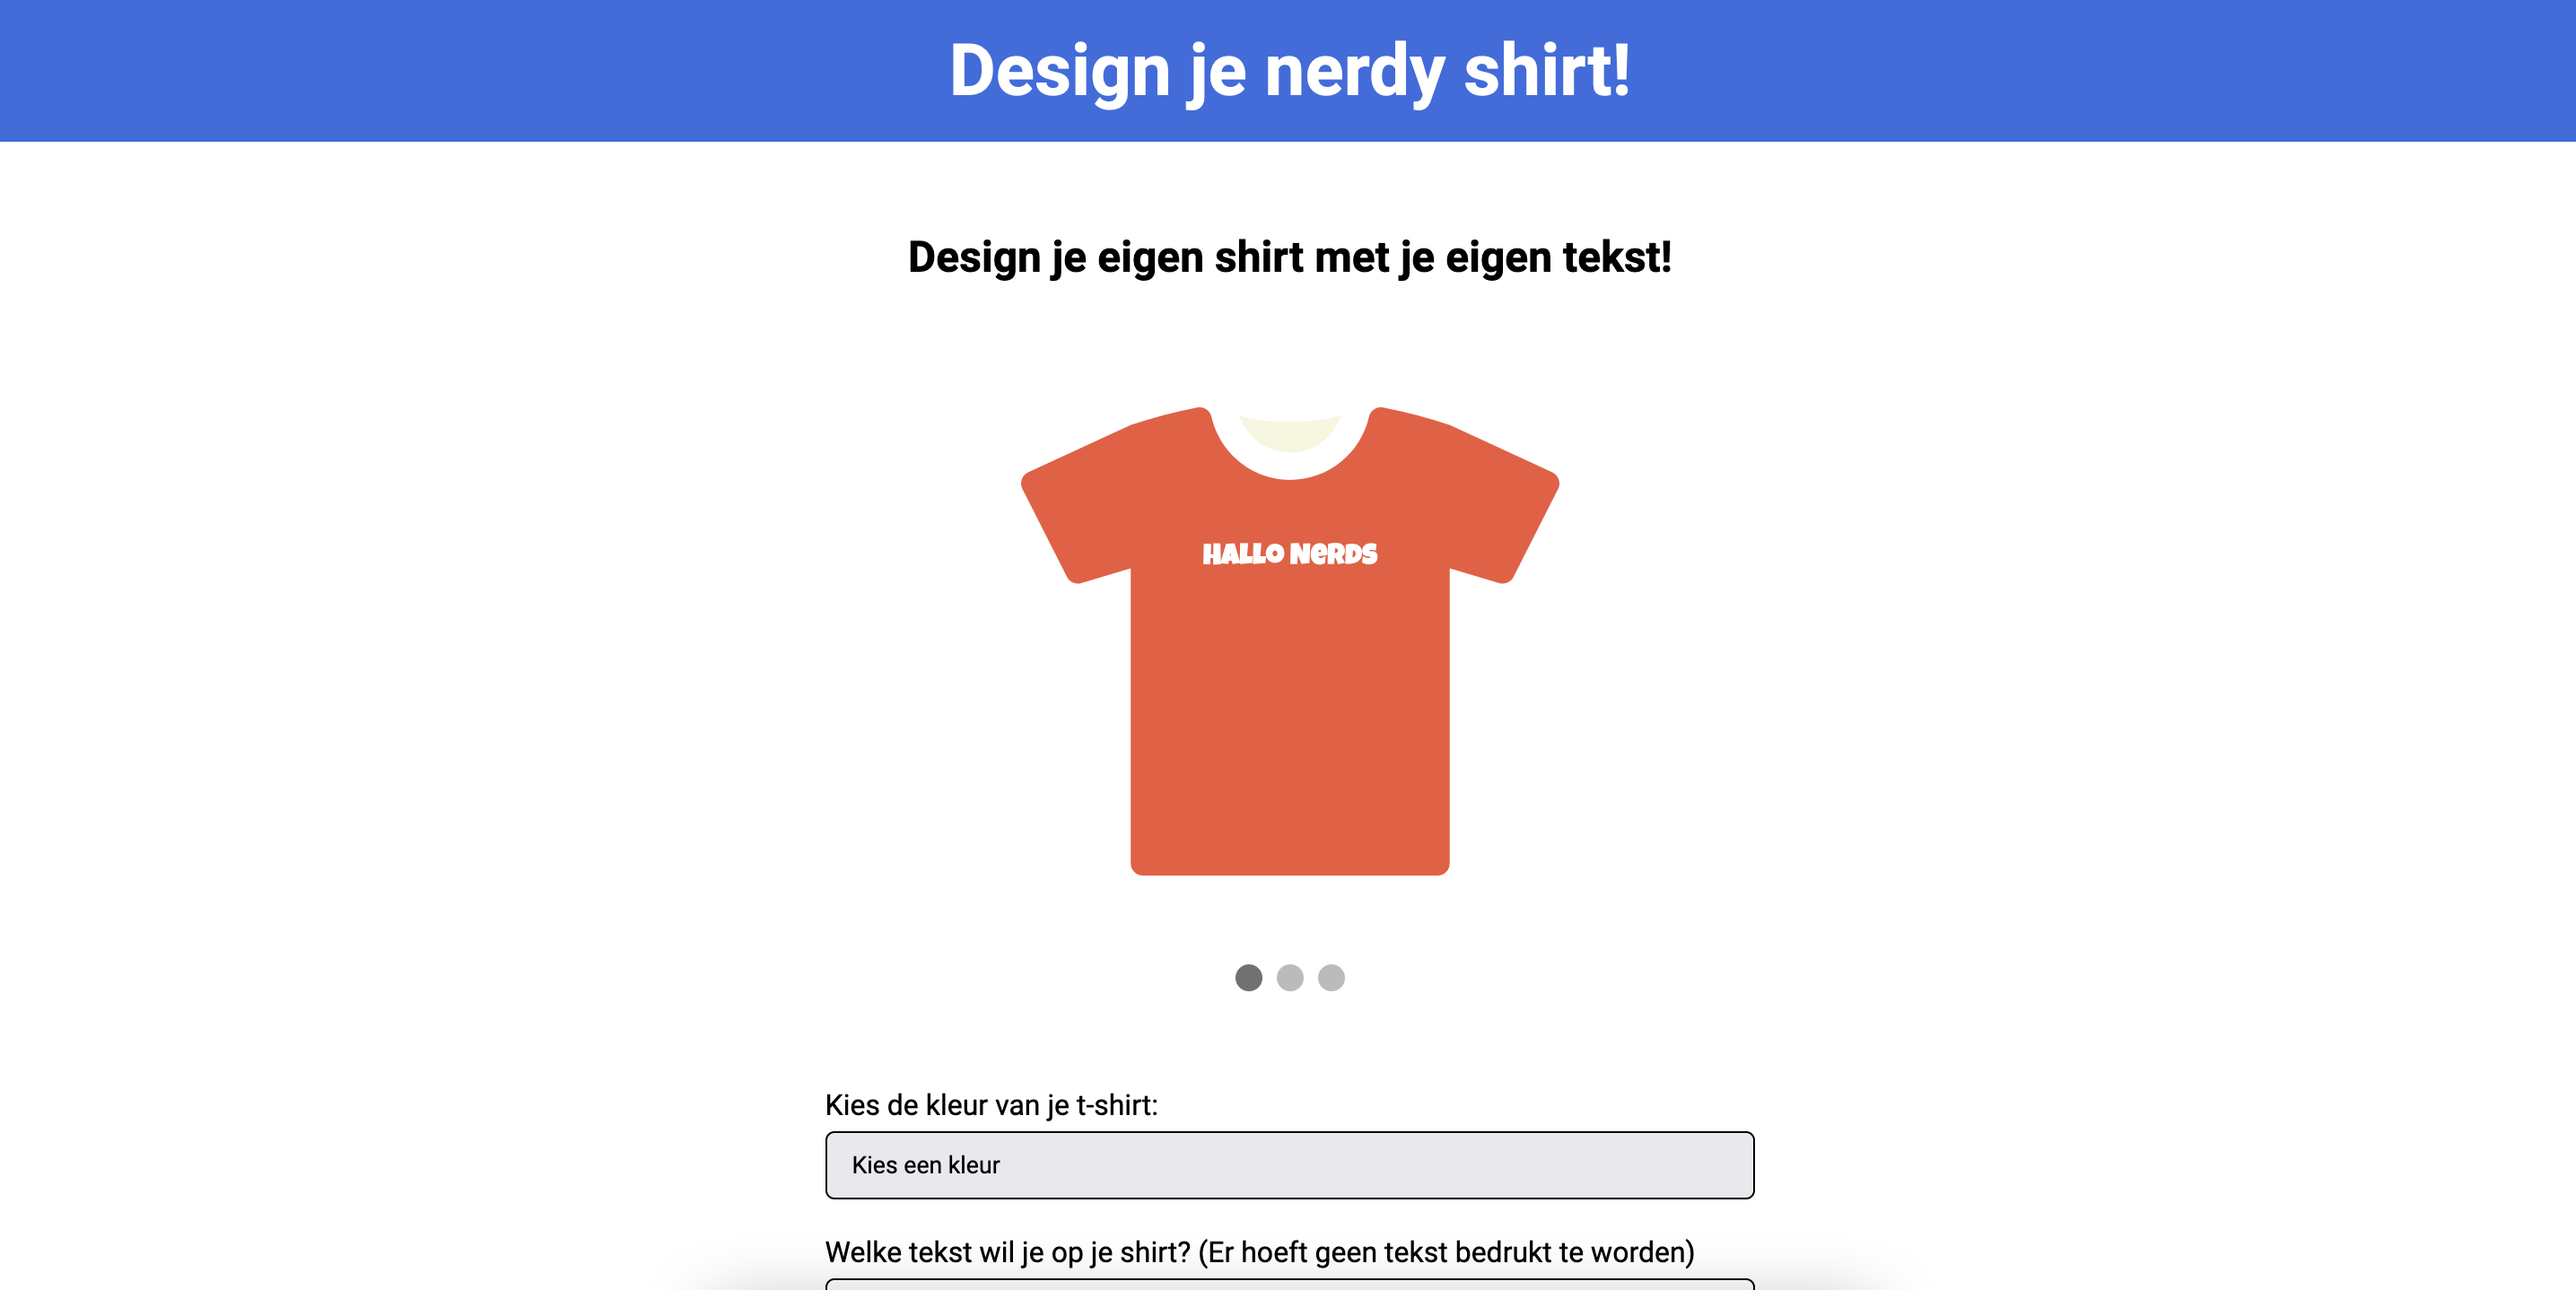 Design je nerdy shirt!
Design je eigen shirt met je eigen tekst!
HALLO NeRDS
Kies de kleur van je t-shirt:
Kies een kleur
Welke tekst wil je op je shirt? (Er hoeft geen tekst bedrukt te worden)